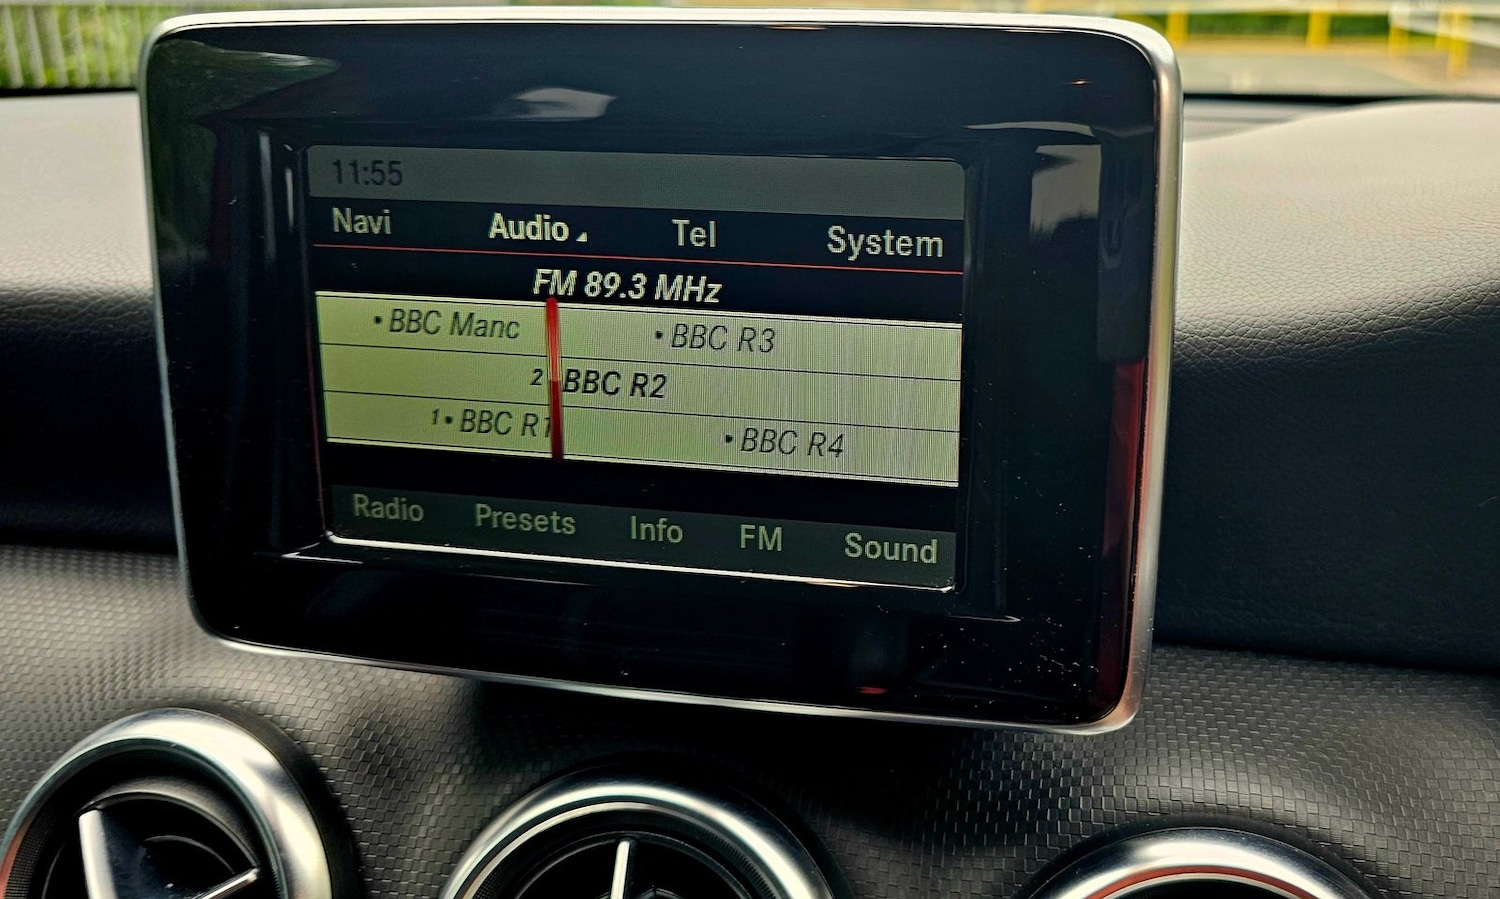 11:55
Navi Audio Tel System
FM 89.3 MHz
•BBC Manc •BBC R3
2 BBC R2
1•BBC R1 •BBC R4
Radio Presets Info FM Sound